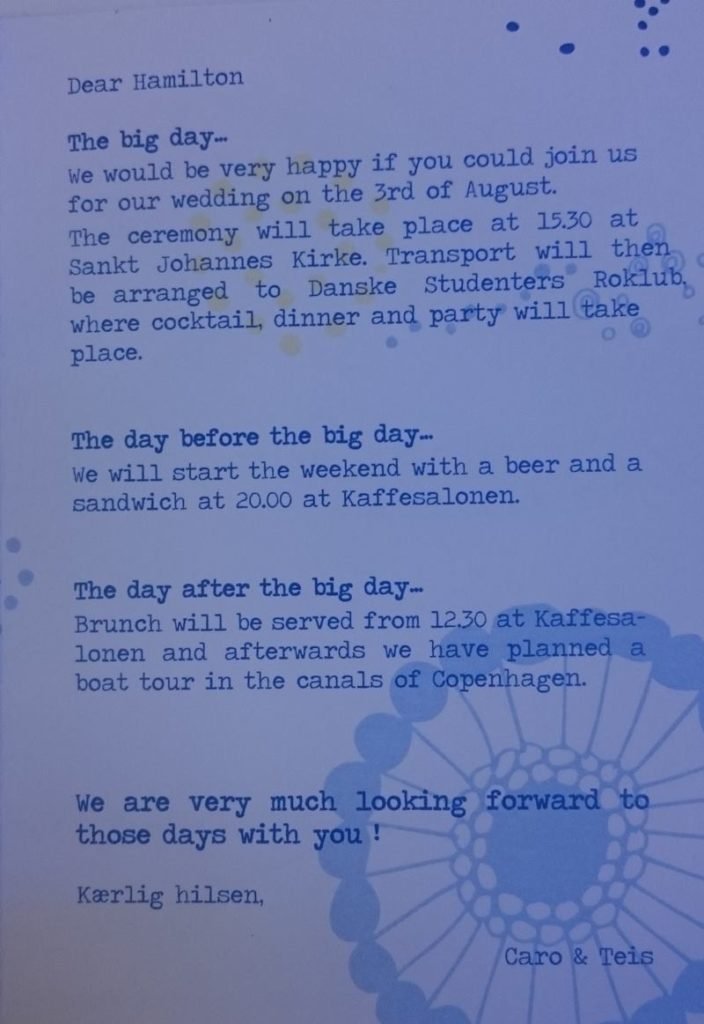 Dear Hamilton
The big day...
We would be very happy if you could join us
for our wedding on the 3rd of August.
The ceremony will take place at 15.30 at
Sankt Johannes Kirke. Transport will then
be arranged to Danske Studenters Roklub,
where cocktail, dinner and party will take
place.
The day before the big day...
We will start the weekend with a beer and a
sandwich at 20.00 at Kaffesalonen.
The day after the big day...
Brunch will be served from 12.30 at Kaffesa-
lonen and afterwards we have planned a
boat tour in the canals of Copenhagen.
We are very much looking forward to
those days with you !
Kærlig hilsen,
Caro & Teis